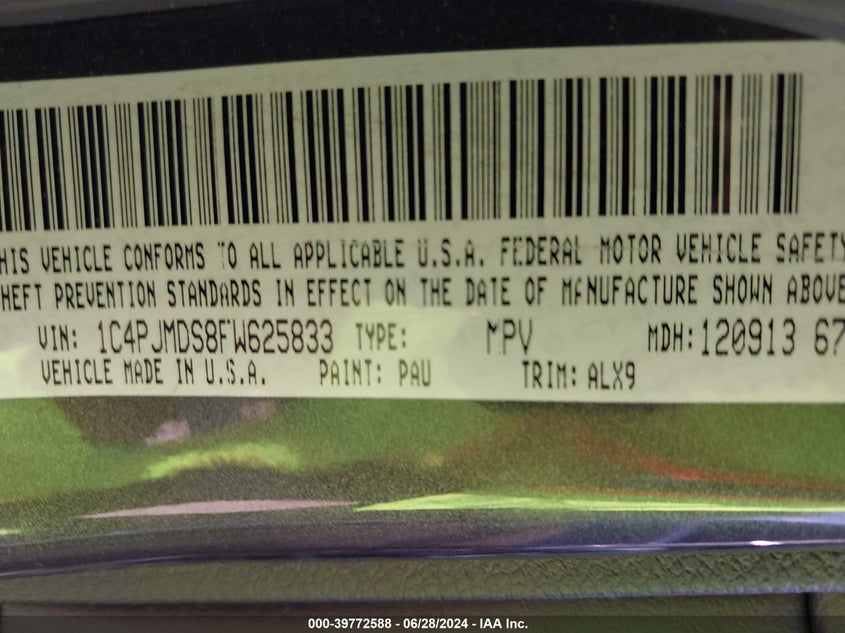 HIS VEHICLE CONFORMS TO ALL APPLICABLE U.S.A. FEDERAL MOTOR VEHICLE SAFETY
HEFT PREVENTION STANDARDS IN EFFECT ON THE DATE OF MANUFACTURE SHOWN ABOVE
VIN: 1C4PJMDS8FW625833 TYPE: MPV MDH:120913 67
VEHICLE MADE IN U.S.A. PAINT: PAU TRIM: ALX9
000-39772588 - 06/28/2024 - IAA Inc.